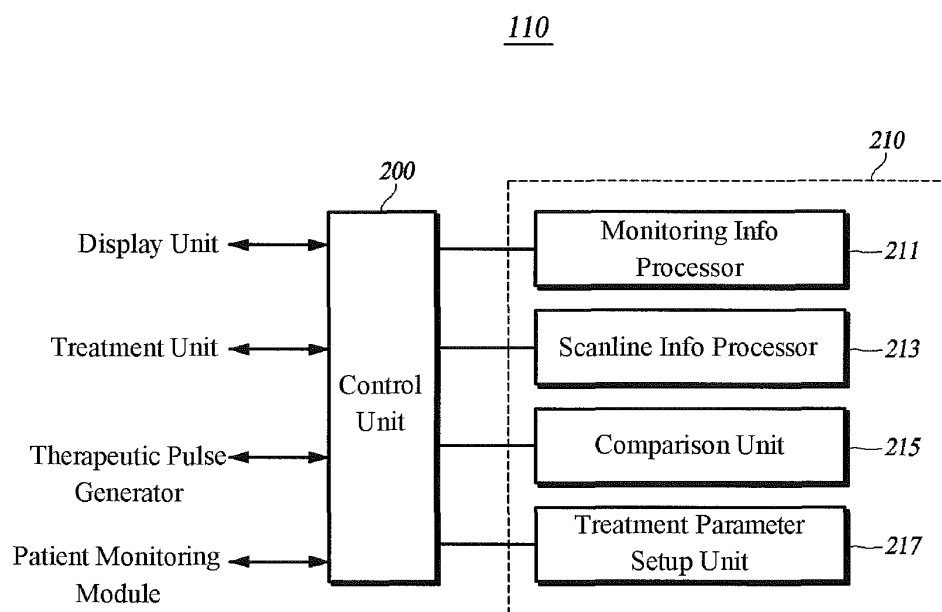 110
210
200
Display Unit
Treatment Unit
Therapeutic Pulse
Generator
Patient Monitoring
Module
Control
Unit
Monitoring Info
Processor
211
Scanline Info Processor
213
Comparison Unit
215
Treatment Parameter
Setup Unit
217